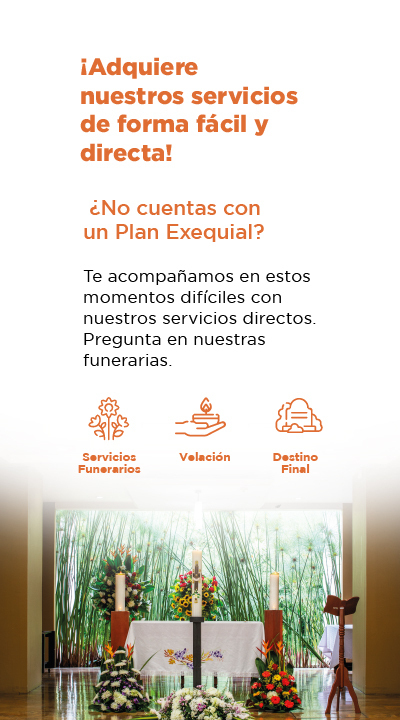 ¡Adquiere
nuestros servicios
de forma fácil y
directa!
¿No cuentas con
un Plan Exequial?
Te acompañamos en estos
momentos difíciles con
nuestros servicios directos.
Pregunta en nuestras
funerarias.
Servicios
Funerarios
Velación
Destino
Final